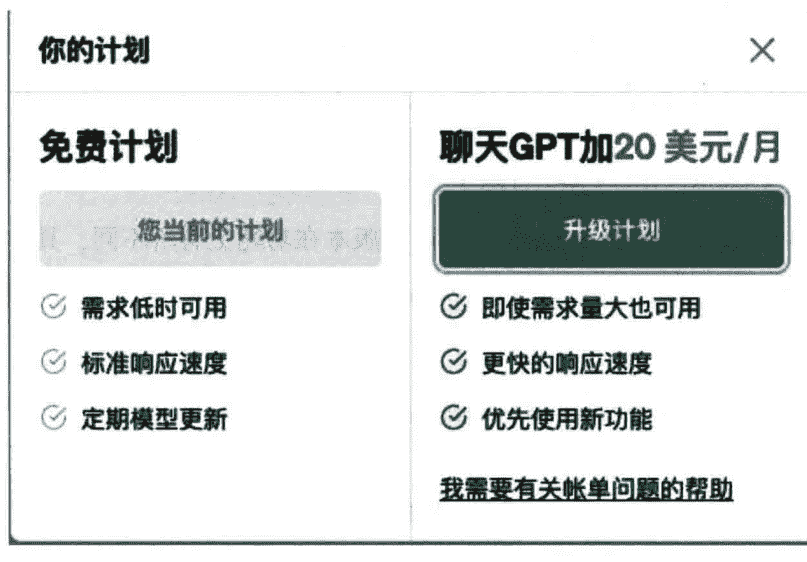 你的计划
免费计划
您当前的计划
需求低时可用
标准响应速度
定期模型更新
聊天GPT加20 美元/月
升级计划
即使需求量大也可用
更快的响应速度
优先使用新功能
我需要有关帐单问题的帮助